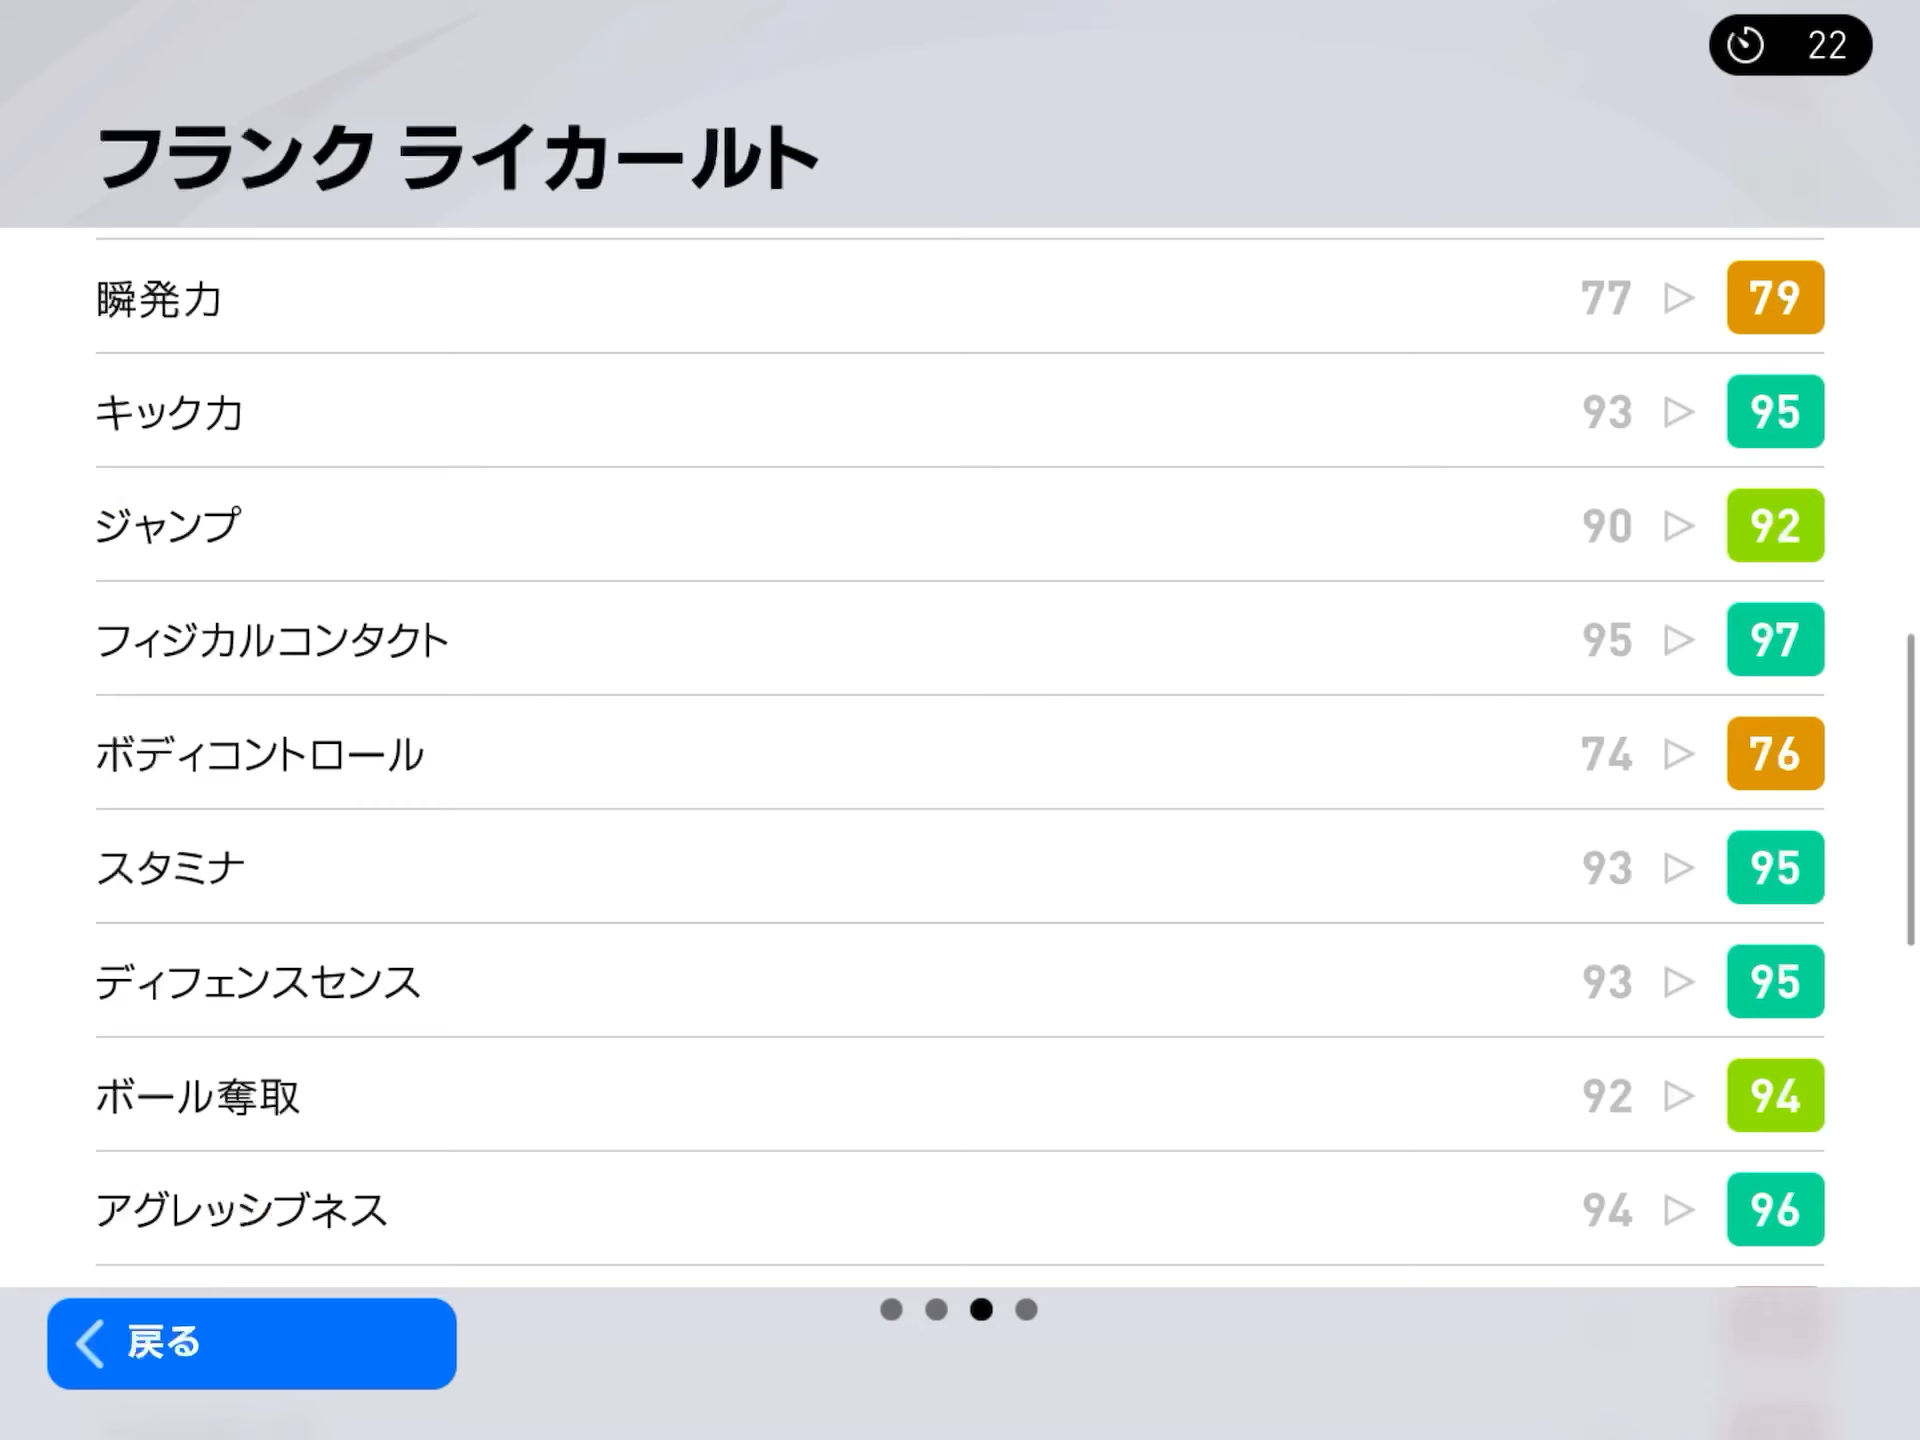 22
フランク ライカールト
瞬発力 77 ▷ 79
キック力 93 ▷ 95
ジャンプ 90 ▷ 92
フィジカルコンタクト 95 ▷ 97
ボディコントロール 74 ▷ 76
スタミナ 93 ▷ 95
ディフェンスセンス 93 ▷ 95
ボール奪取 92 ▷ 94
アグレッシブネス 94 ▷ 96
戻る